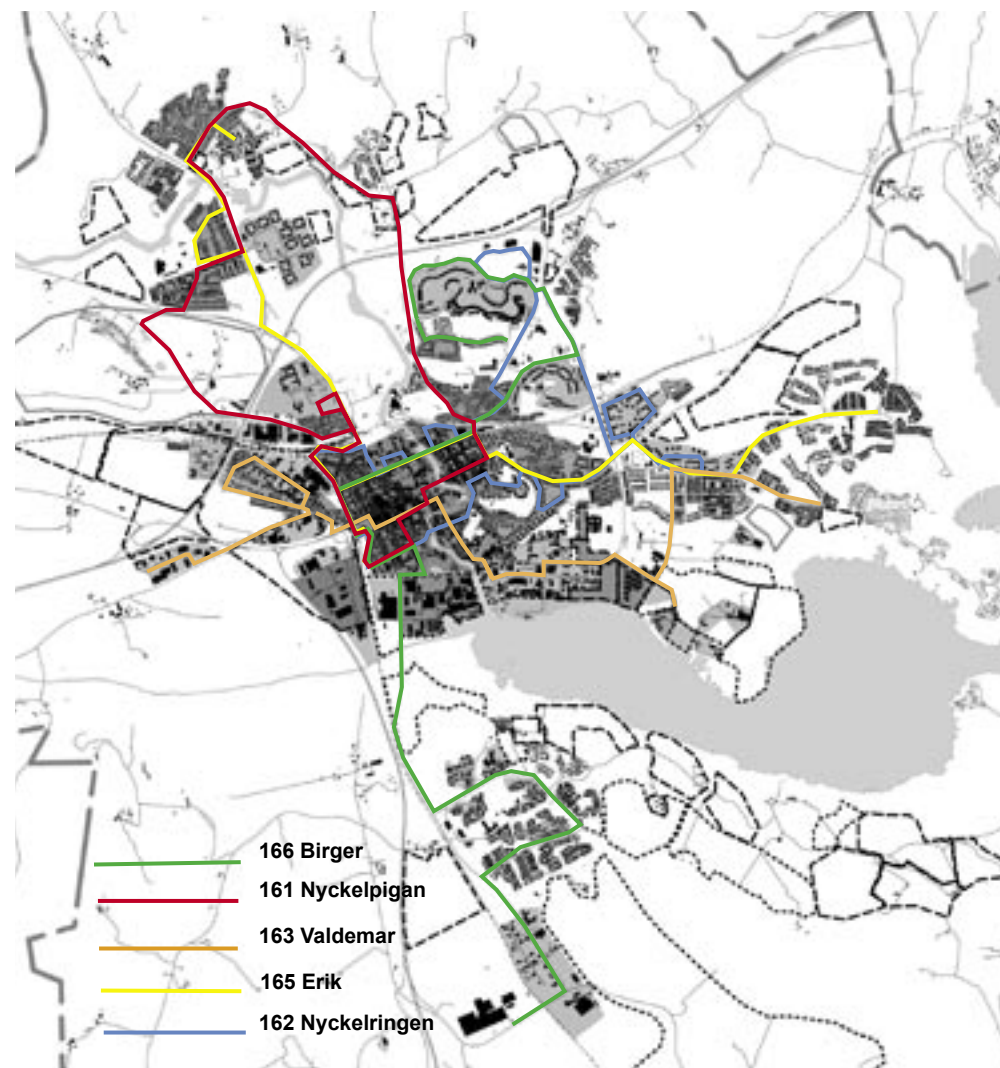 166 Birger
161 Nyckelpigan
163 Valdemar
165 Erik
162 Nyckelringen